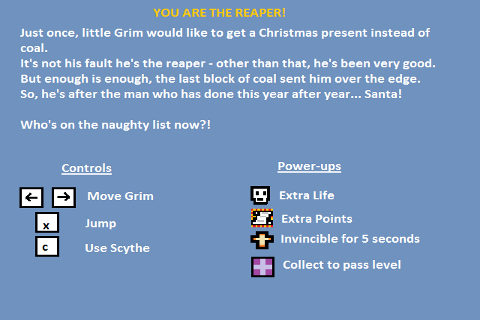 YOU ARE THE REAPER!
Just once, little Grim would like to get a Christmas present instead of
coal.
It's not his fault he's the reaper - other than that, he's been very good.
But enough is enough, the last block of coal sent him over the edge.
So, he's after the man who has done this year after year... Santa!
Who's on the naughty list now?!
Controls
Move Grim
x Jump
c Use Scythe
Power-ups
Extra Life
Extra Points
Invincible for 5 seconds
Collect to pass level